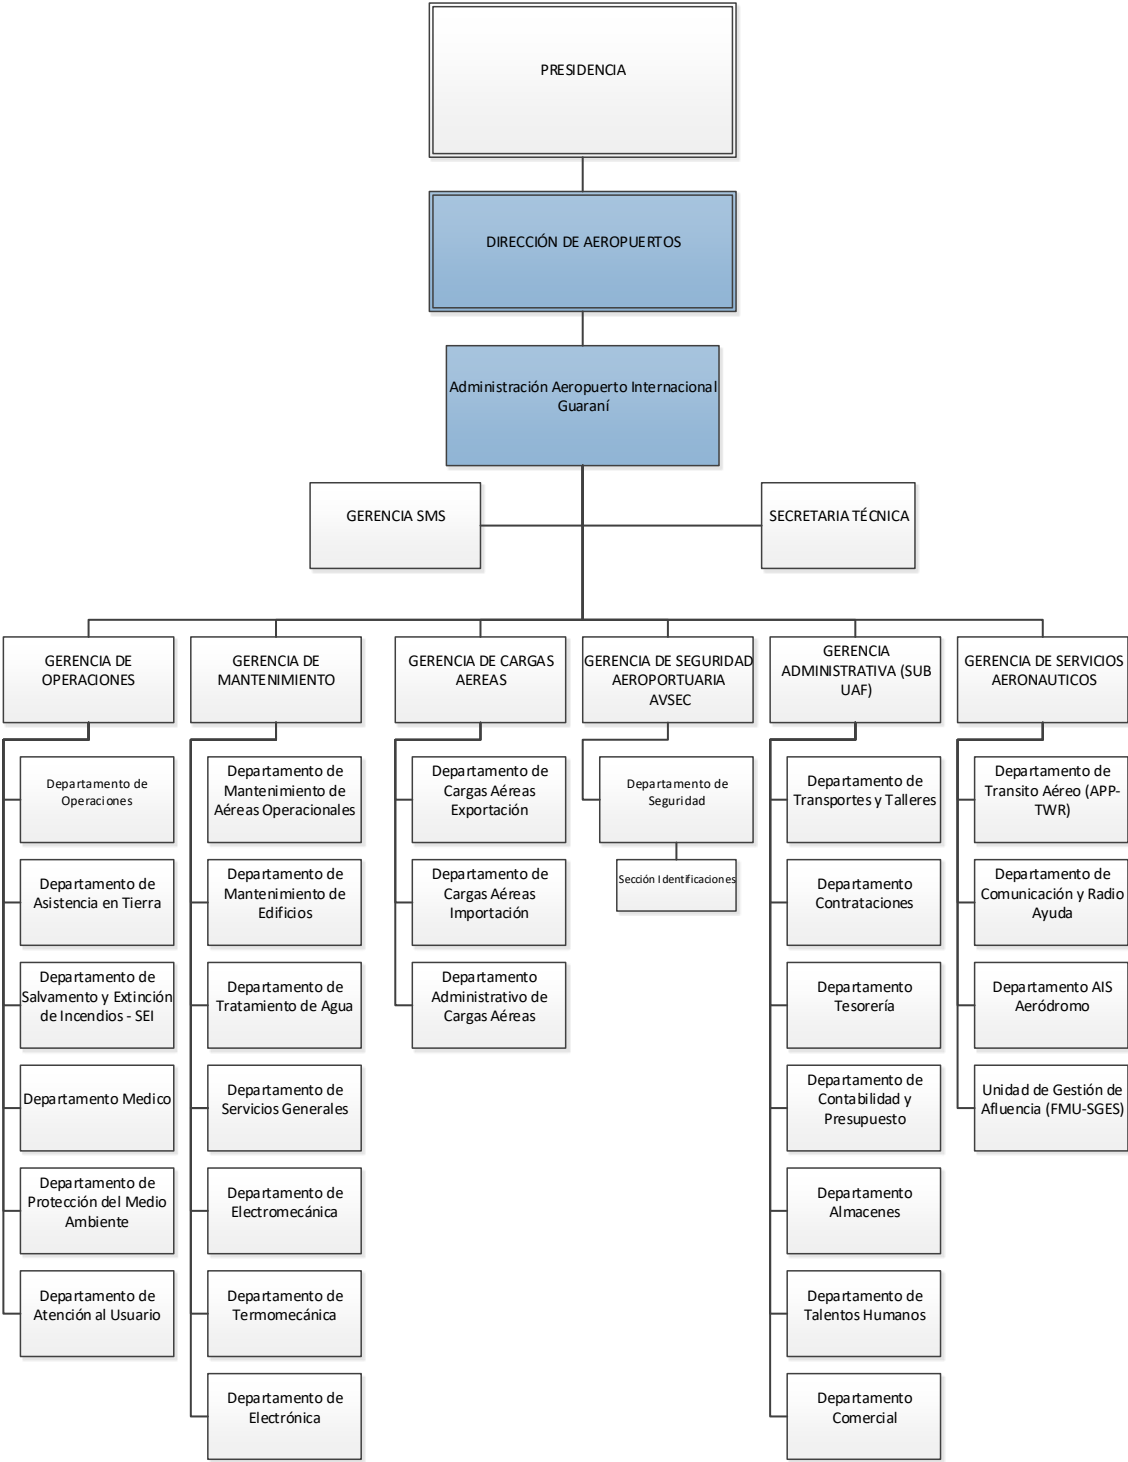 PRESIDENCIA
DIRECCIÓN DE AEROPUERTOS
Administración Aeropuerto Internacional
Guaraní
GERENCIA SMS
SECRETARIA TÉCNICA
GERENCIA DE
OPERACIONES
GERENCIA DE
MANTENIMIENTO
GERENCIA DE CARGAS
AEREAS
GERENCIA DE SEGURIDAD
AEROPORTUARIA
AVSEC
GERENCIA
ADMINISTRATIVA (SUB
UAF)
GERENCIA DE SERVICIOS
AERONAUTICOS
Departamento de
Operaciones
Departamento de
Asistencia en Tierra
Departamento de
Salvamento y Extinción
de Incendios - SEI
Departamento Medico
Departamento de
Protección del Medio
Ambiente
Departamento de
Atención al Usuario
Departamento de
Mantenimiento de
Aéreas Operacionales
Departamento de
Mantenimiento de
Edificios
Departamento de
Tratamiento de Agua
Departamento de
Servicios Generales
Departamento de
Electromecánica
Departamento de
Termomecánica
Departamento de
Electrónica
Departamento de
Cargas Aéreas
Exportación
Departamento de
Cargas Aéreas
Importación
Departamento
Administrativo de
Cargas Aéreas
Departamento de
Seguridad
Sección Identificaciones
Departamento de
Transportes y Talleres
Departamento
Contrataciones
Departamento
Tesorería
Departamento de
Contabilidad y
Presupuesto
Departamento
Almacenes
Departamento de
Talentos Humanos
Departamento
Comercial
Departamento de
Transito Aéreo (APP-
TWR)
Departamento de
Comunicación y Radio
Ayuda
Departamento AIS
Aeródromo
Unidad de Gestión de
Afluencia (FMU-SGES)